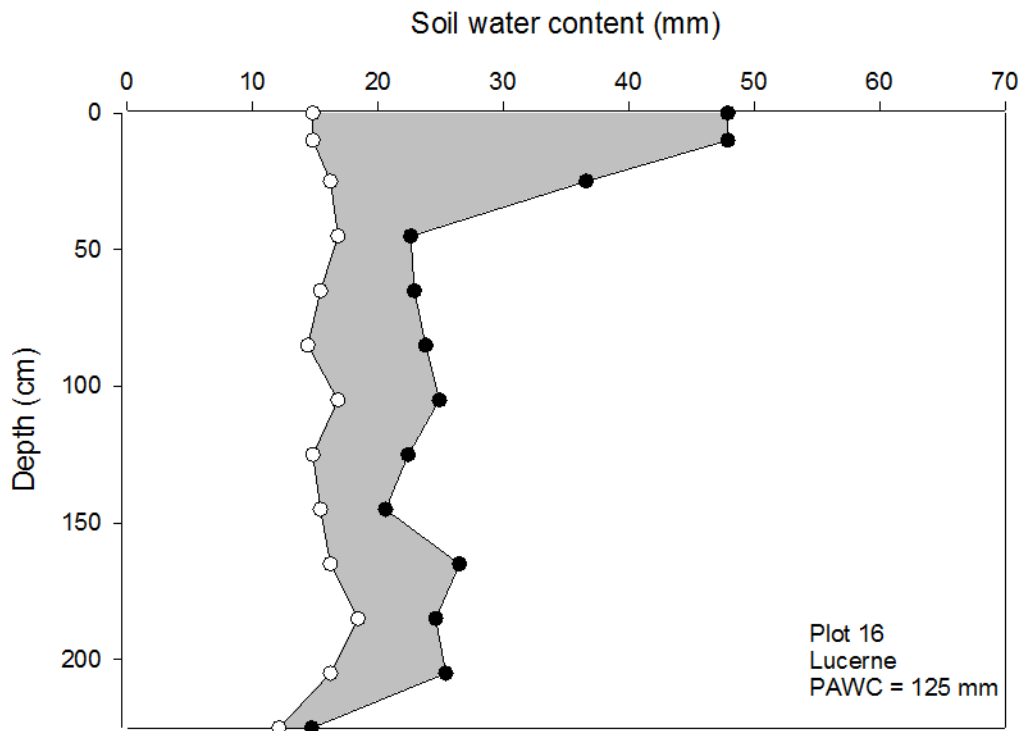 Soil water content (mm)
0 10 20 30 40 50 60 70
0
50
100
150
200
Depth (cm)
Plot 16
Lucerne
PAWC = 125 mm